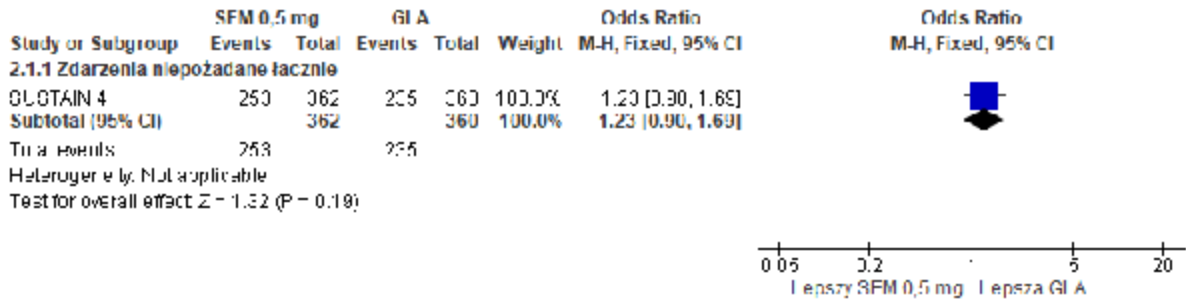 SEM 0,5 mg GLA Odds Ratio Odds Ratio
Study or Subgroup Events Total Events Total Weight M-H, Fixed, 95% CI M-H, Fixed, 95% CI
2.1.1 Zdarzenia niepożądane łącznie
SUSTAIN 4 253 362 235 360 100.0% 1.23 [0.90, 1.69]
Subtotal (95% CI) 362 360 100.0% 1.23 [0.90, 1.69]
Total events 253 235
Heterogeneity: Not applicable
Test for overall effect: Z = 1.32 (P = 0.19)
0.05 0.2 5 20
Lepszy SEM 0,5 mg Lepsza GLA